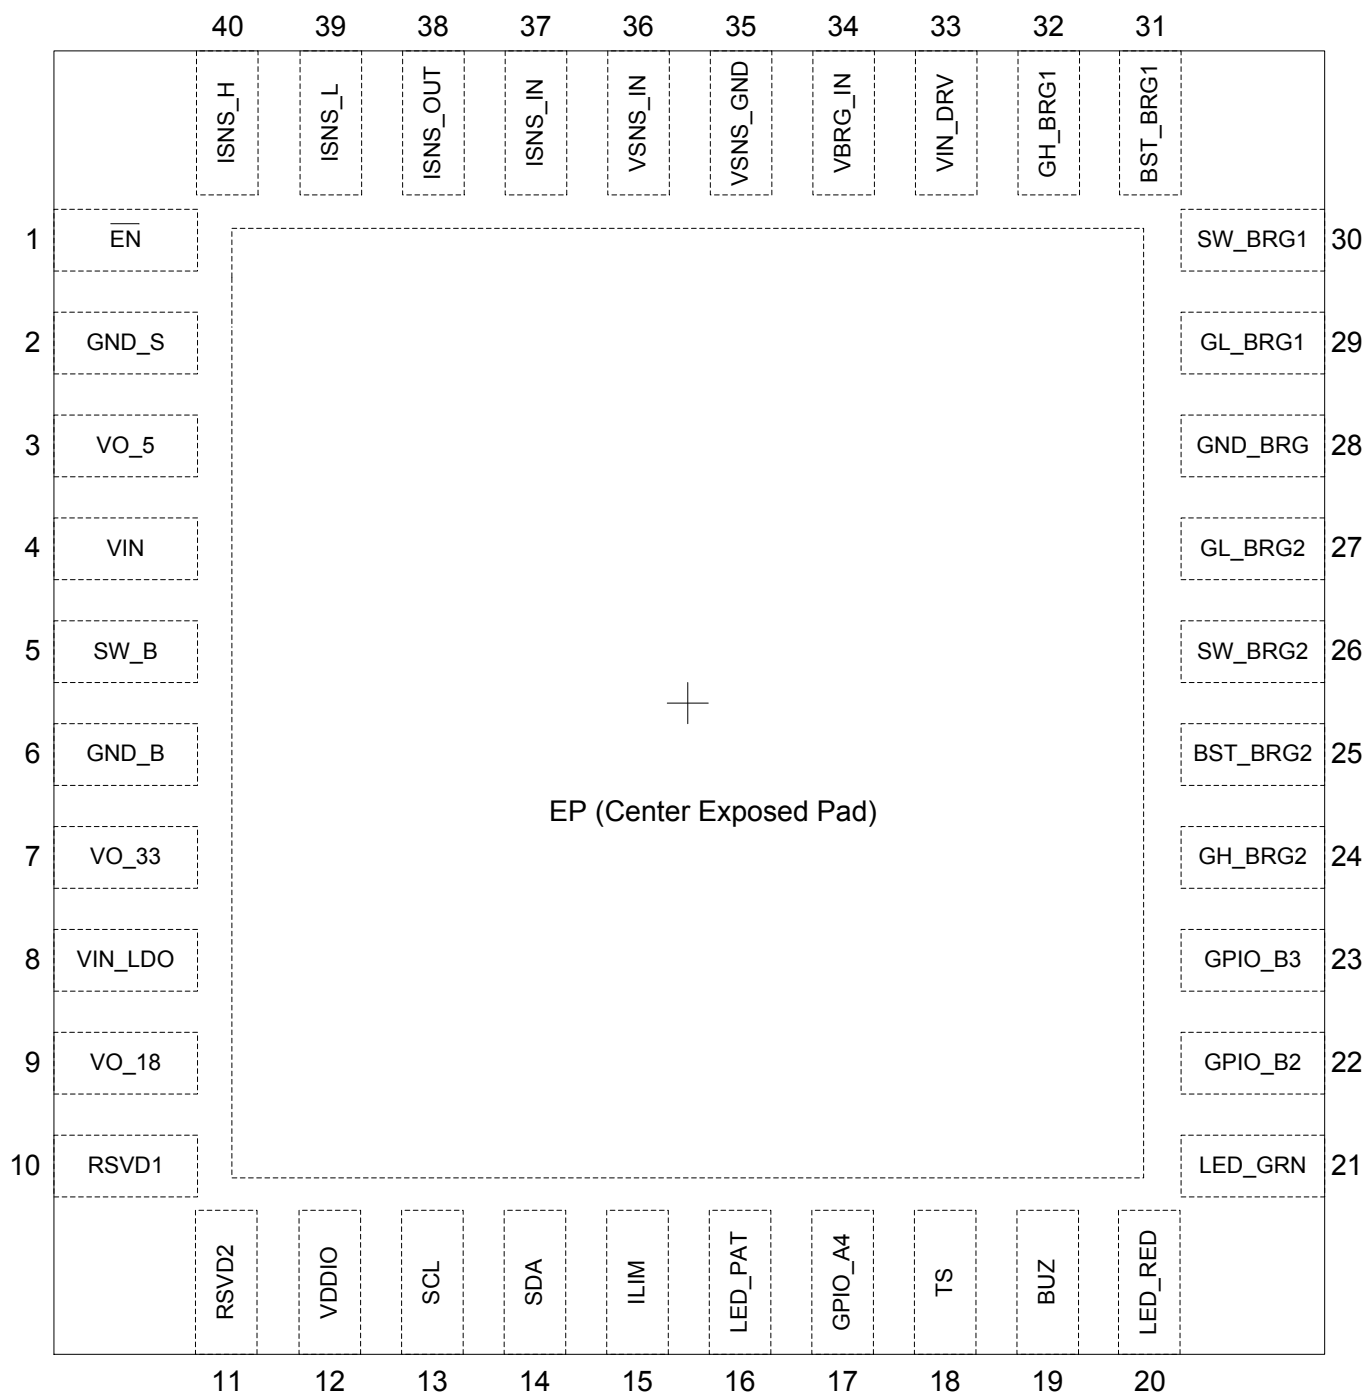 40 39 38 37 36 35 34 33 32 31
ISNS_H
ISNS_L
ISNS_OUT
ISNS_IN
VSNS_IN
VSNS_GND
VBRG_IN
VIN_DRV
GH_BRG1
BST_BRG1
1 EN SW_BRG1 30
2 GND_S GL_BRG1 29
3 VO_5 GND_BRG 28
4 VIN GL_BRG2 27
5 SW_B SW_BRG2 26
6 GND_B BST_BRG2 25
EP (Center Exposed Pad)
7 VO_33 GH_BRG2 24
8 VIN_LDO GPIO_B3 23
9 VO_18 GPIO_B2 22
10 RSVD1 LED_GRN 21
RSVD2
VDDIO
SCL
SDA
ILIM
LED_PAT
GPIO_A4
TS
BUZ
LED_RED
11 12 13 14 15 16 17 18 19 20